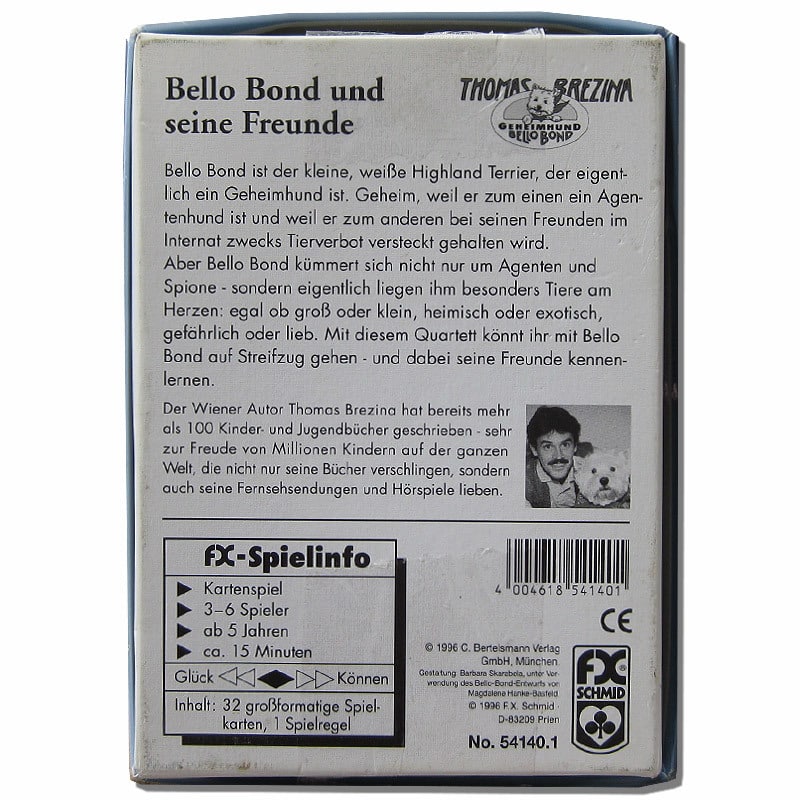 Bello Bond und
seine Freunde
THOMAS BREZINA
GEHEIMHUND
BELLO BOND
Bello Bond ist der kleine, weiße Highland Terrier, der eigent-
lich ein Geheimhund ist. Geheim, weil er zum einen ein Agen-
tenhund ist und weil er zum anderen bei seinen Freunden im
Internat zwecks Tierverbot versteckt gehalten wird.
Aber Bello Bond kümmert sich nicht nur um Agenten und
Spione - sondern eigentlich liegen ihm besonders Tiere am
Herzen: egal ob groß oder klein, heimisch oder exotisch,
gefährlich oder lieb. Mit diesem Quartett könnt ihr mit Bello
Bond auf Streifzug gehen - und dabei seine Freunde kennen-
lernen.
Der Wiener Autor Thomas Brezina hat bereits mehr
als 100 Kinder- und Jugendbücher geschrieben - sehr
zur Freude von Millionen Kindern auf der ganzen
Welt, die nicht nur seine Bücher verschlingen, sondern
auch seine Fernsehsendungen und Hörspiele lieben.
FX-Spielinfo
Kartenspiel
3–6 Spieler
ab 5 Jahren
ca. 15 Minuten
Glück Können
Inhalt: 32 großformatige Spiel-
karten, 1 Spielregel
4 004618 541401
CE
© 1996 C. Bertelsmann Verlag
GmbH, München.
Gestaltung: Barbara Skarabela, unter Ver-
wendung des Bello-Bond-Entwurfs von
Magdalene Hanke-Basfeld
© 1996 F.X. Schmid ·
D-83209 Prien
No. 54140.1
FX ®
SCHMID